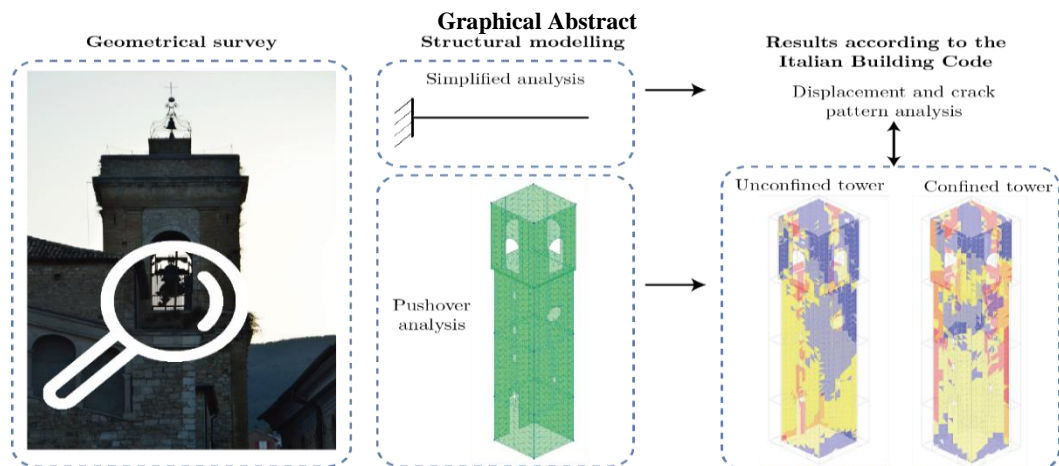 Graphical Abstract
Geometrical survey
Structural modelling
Simplified analysis
Pushover
analysis
Results according to the
Italian Building Code
Displacement and crack
pattern analysis
Unconfined tower
Confined tower